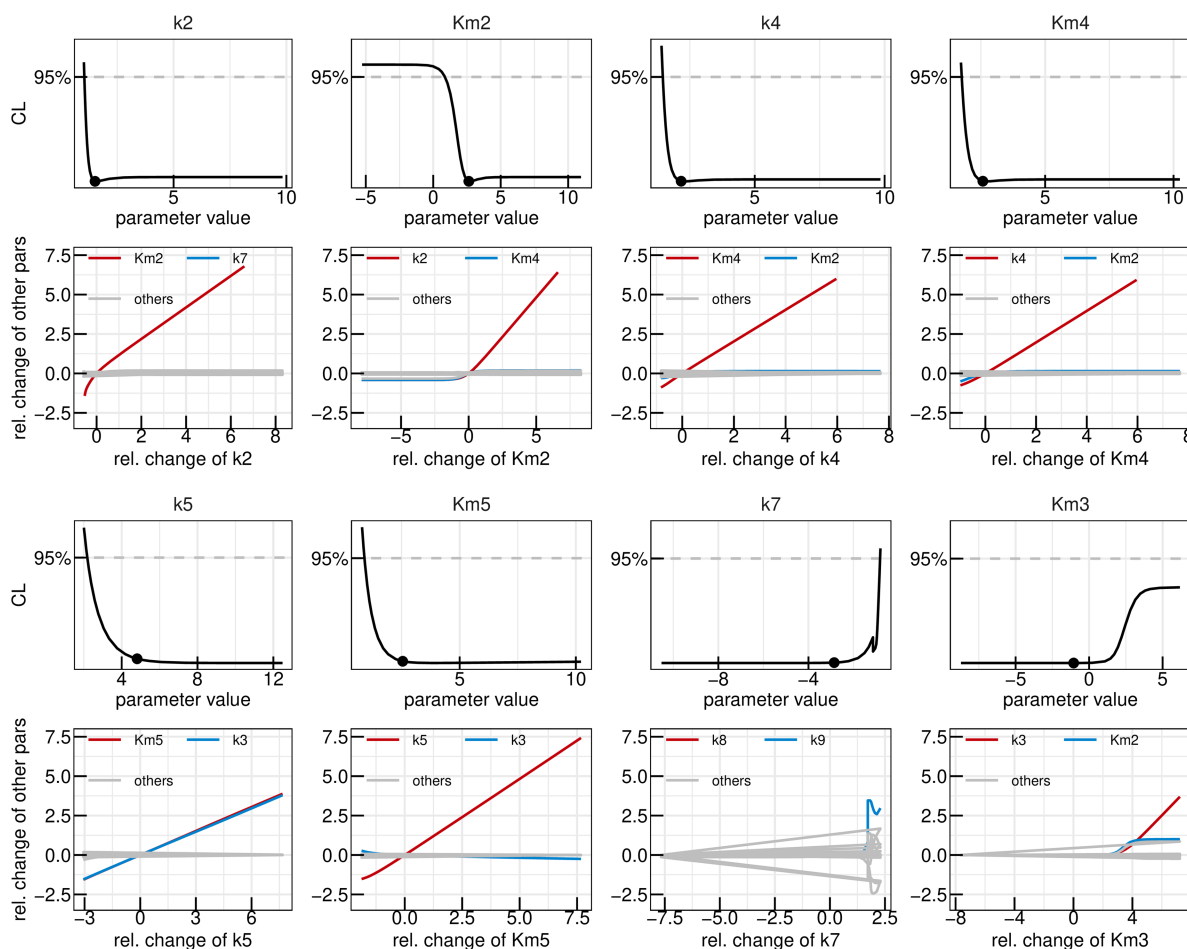 k2 Km2 k4 Km4
CL
95% 95% 95% 95%
5 10 −5 0 5 10 5 10 5 10
parameter value parameter value parameter value parameter value
rel. change of other pars
7.5 Km2 k7 k2 Km4 Km4 Km2 k4 Km2
5.0 others others others others
2.5
0.0
−2.5
0 2 4 6 8 −5 0 5 0 2 4 6 8 0 2 4 6 8
rel. change of k2 rel. change of Km2 rel. change of k4 rel. change of Km4
k5 Km5 k7 Km3
CL
95% 95% 95% 95%
4 8 12 5 10 −8 −4 −5 0 5
parameter value parameter value parameter value parameter value
rel. change of other pars
7.5 Km5 k3 k5 k3 k8 k9 k3 Km2
5.0 others others others others
2.5
0.0
−2.5
−3 0 3 6 0.0 2.5 5.0 7.5 −7.5 −5.0 −2.5 0.0 2.5 −8 −4 0 4
rel. change of k5 rel. change of Km5 rel. change of k7 rel. change of Km3